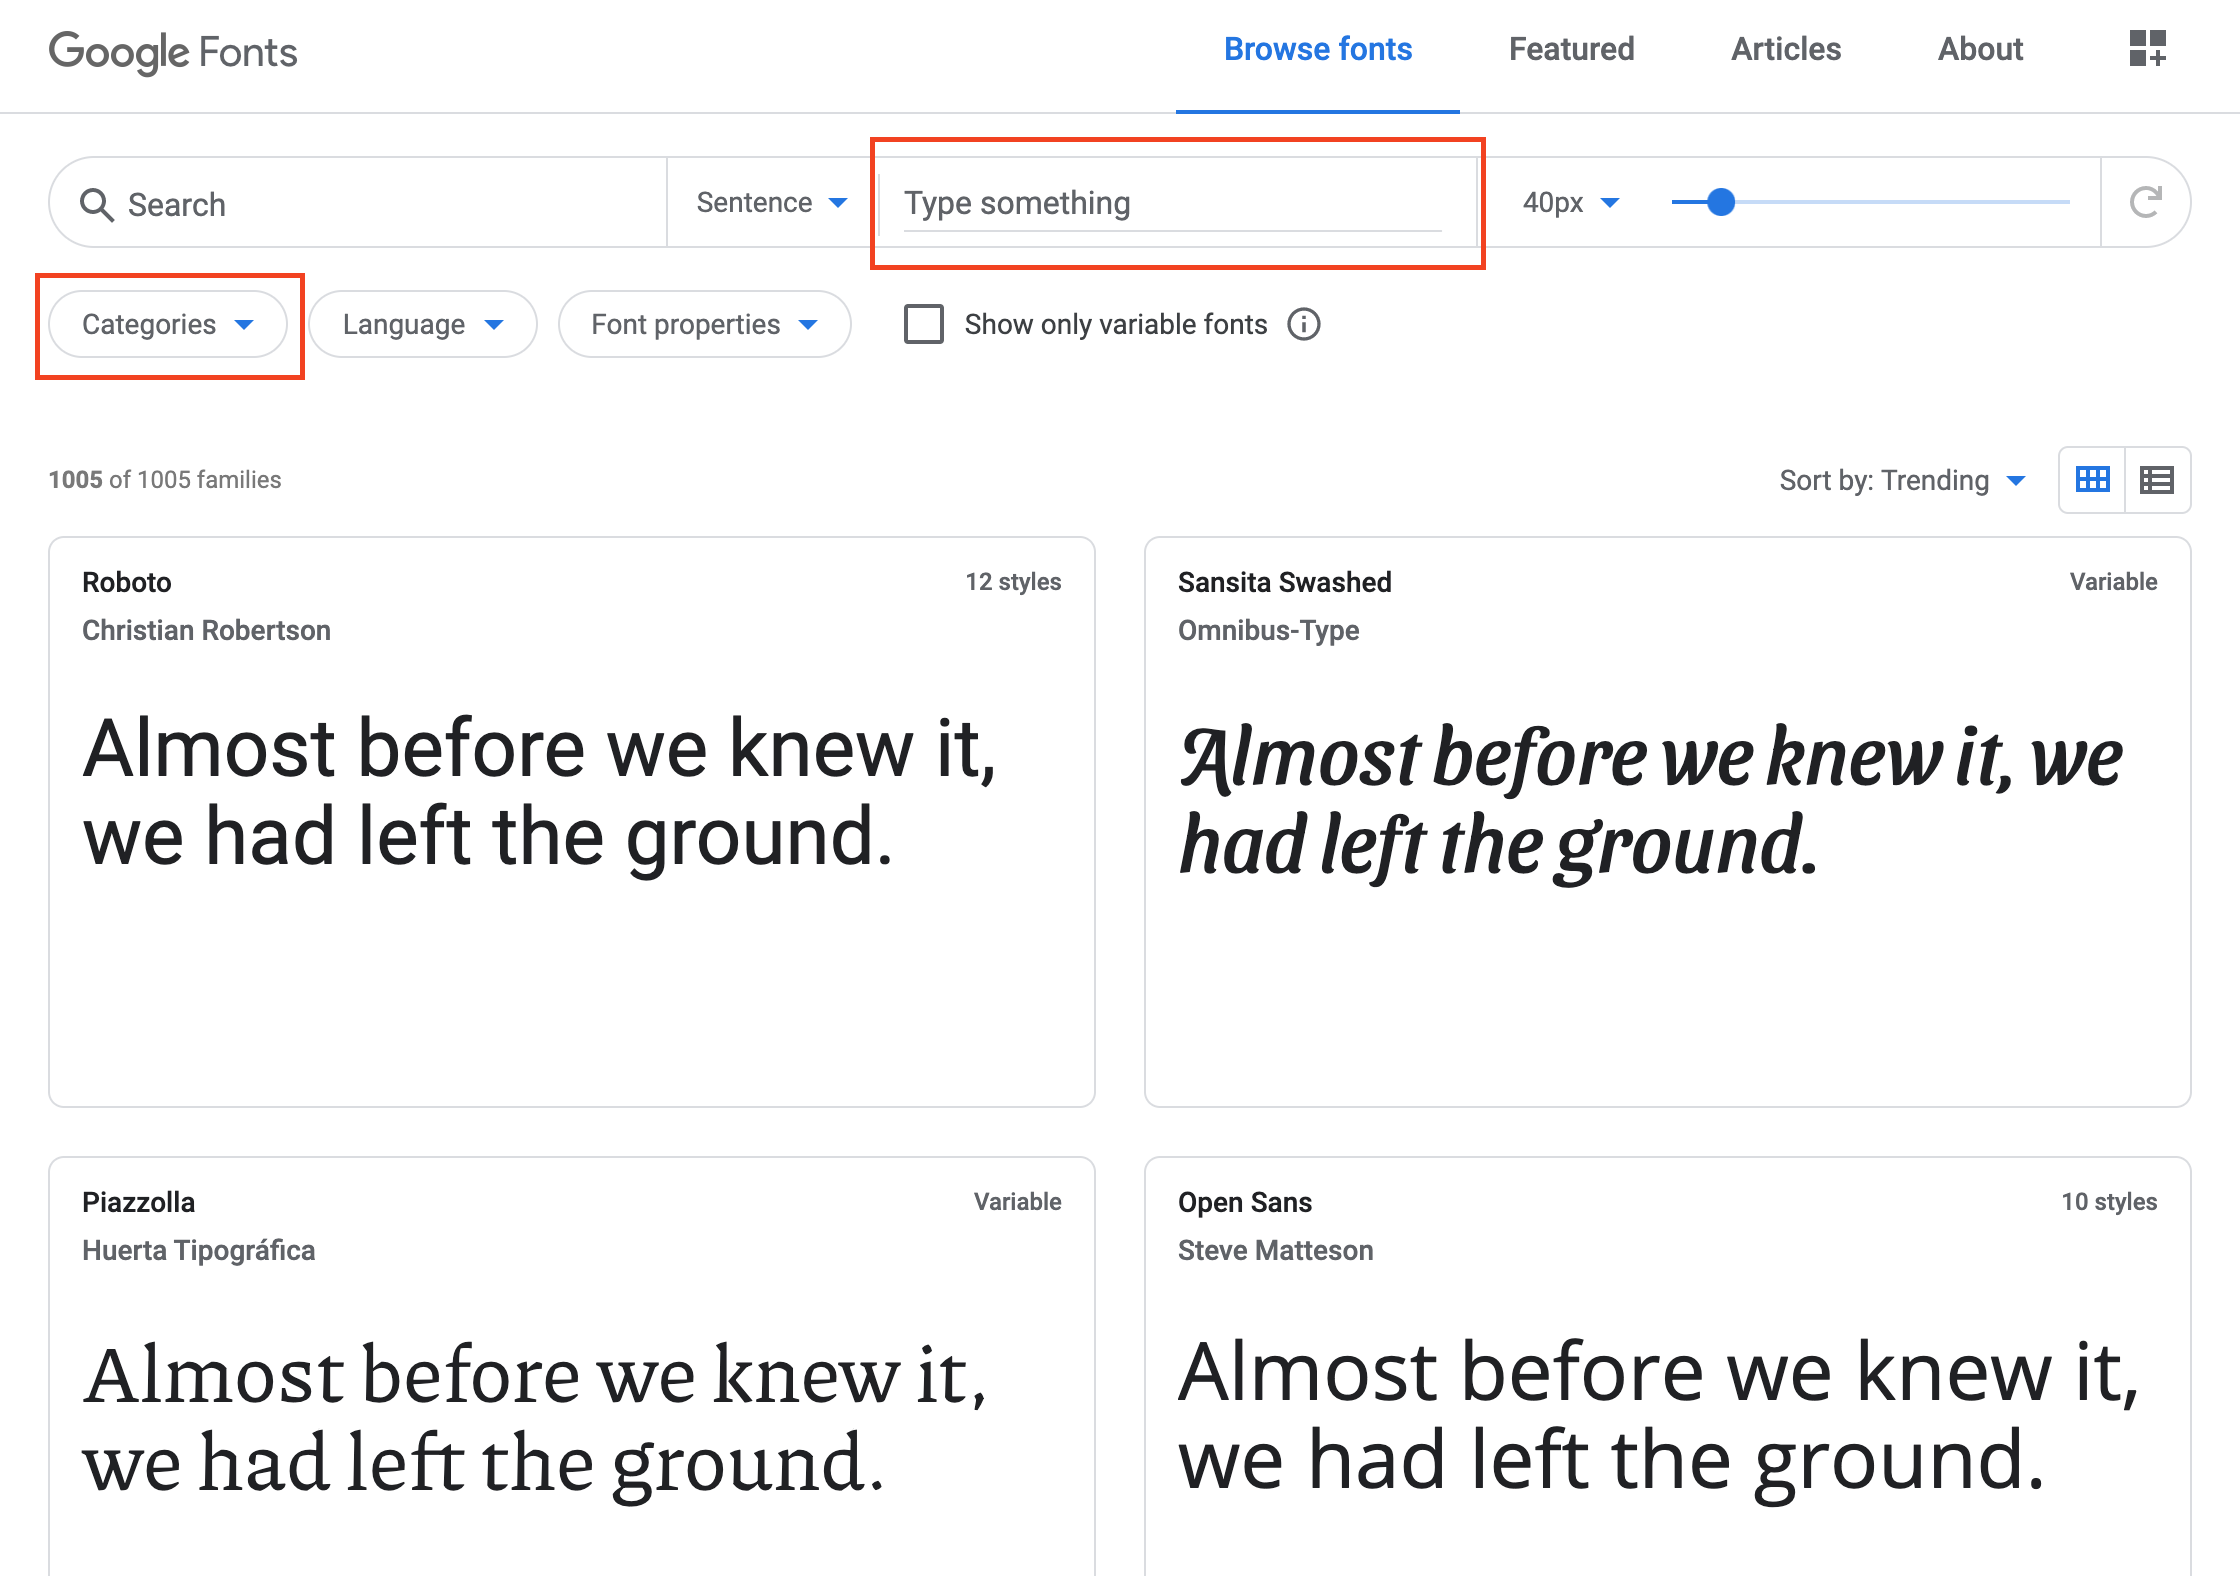 Google Fonts
Browse fonts
Featured
Articles
About
Search
Sentence
Type something
40px
Categories
Language
Font properties
Show only variable fonts
1005 of 1005 families
Sort by: Trending
Roboto
12 styles
Christian Robertson
Almost before we knew it,
we had left the ground.
Sansita Swashed
Variable
Omnibus-Type
Almost before we knew it, we
had left the ground.
Piazzolla
Variable
Huerta Tipográfica
Almost before we knew it,
we had left the ground.
Open Sans
10 styles
Steve Matteson
Almost before we knew it,
we had left the ground.